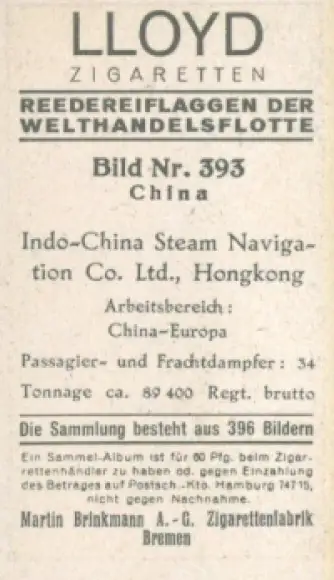 LLOYD
ZIGARETTEN
REEDEREIFLAGGEN DER
WELTHANDELSFLOTTE
Bild Nr. 393
China
Indo-China Steam Naviga-
tion Co. Ltd., Hongkong
Arbeitsbereich:
China-Europa
Passagier- und Frachtdampfer: 34
Tonnage ca. 89 400 Regt. brutto
Die Sammlung besteht aus 396 Bildern
Ein Sammel-Album ist für 60 Pfg. beim Zigar-
rettenhändler zu haben od. gegen Einzahlung
des Betrages auf Postsch.-Kto. Hamburg 74715,
nicht gegen Nachnahme.
Martin Brinkmann A.-G. Zigarettenfabrik
Bremen